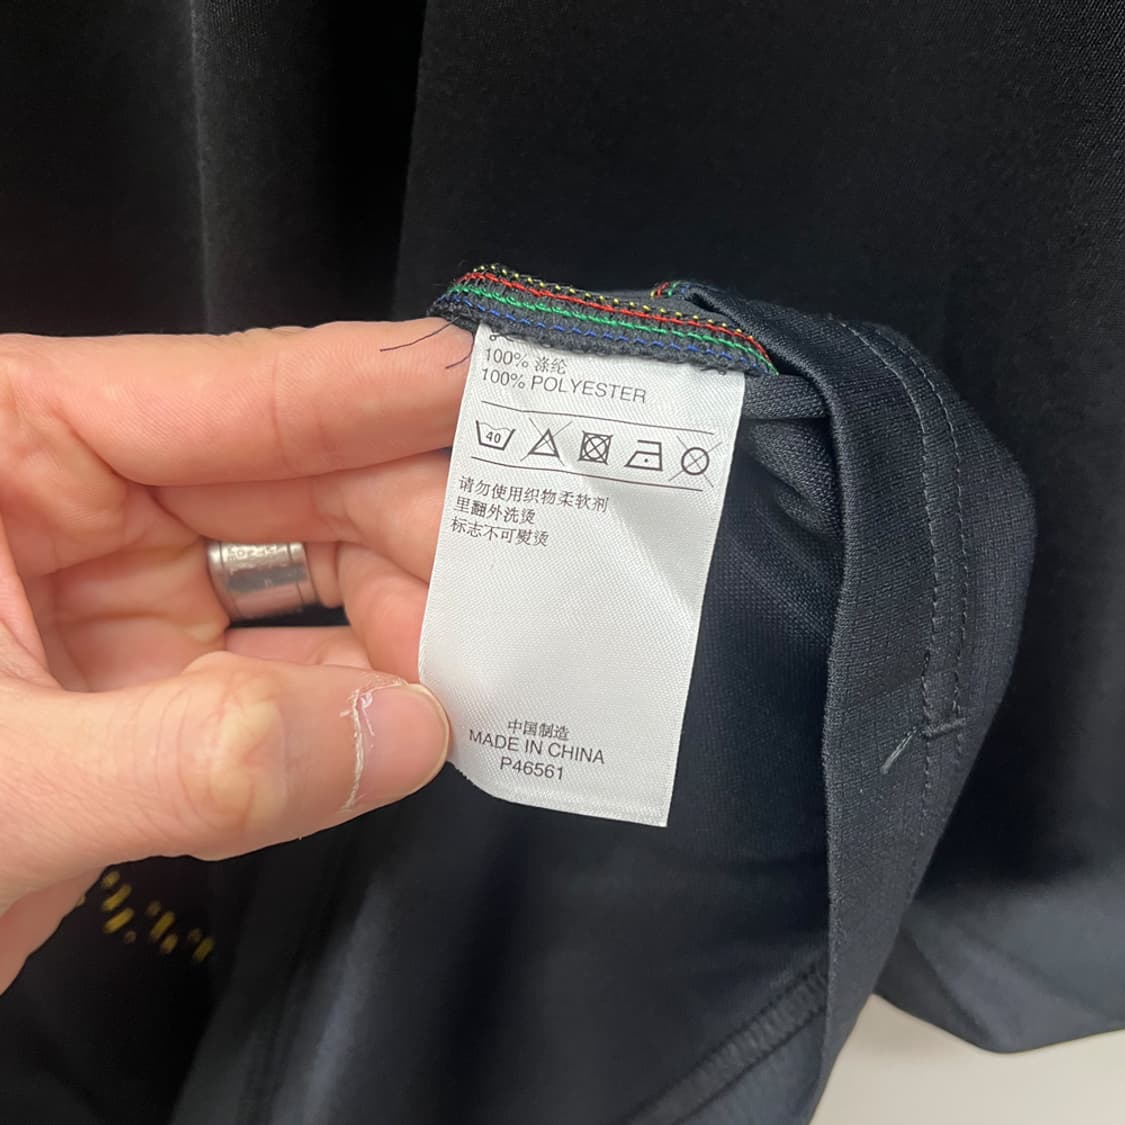 100% 涤纶
100% POLYESTER
40
请勿使用织物柔软剂
里翻外洗烫
标志不可熨烫
中国制造
MADE IN CHINA
P46561